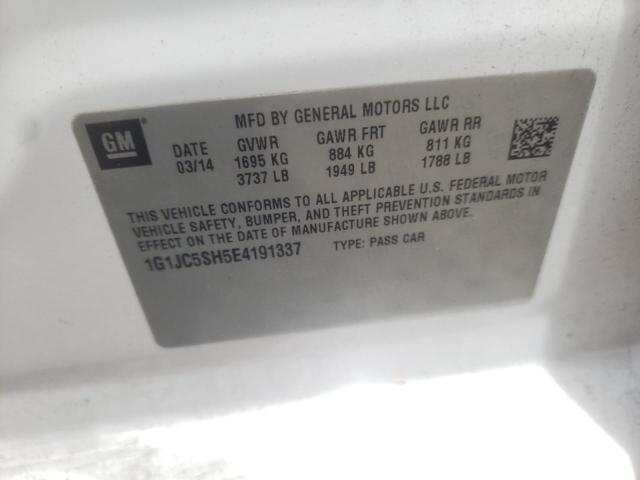 MFD BY GENERAL MOTORS LLC
GM
DATE GVWR GAWR FRT GAWR RR
03/14 1695 KG 884 KG 811 KG
3737 LB 1949 LB 1788 LB
THIS VEHICLE CONFORMS TO ALL APPLICABLE U.S. FEDERAL MOTOR
VEHICLE SAFETY, BUMPER, AND THEFT PREVENTION STANDARDS IN
EFFECT ON THE DATE OF MANUFACTURE SHOWN ABOVE.
1G1JC5SH5E4191337 TYPE: PASS CAR